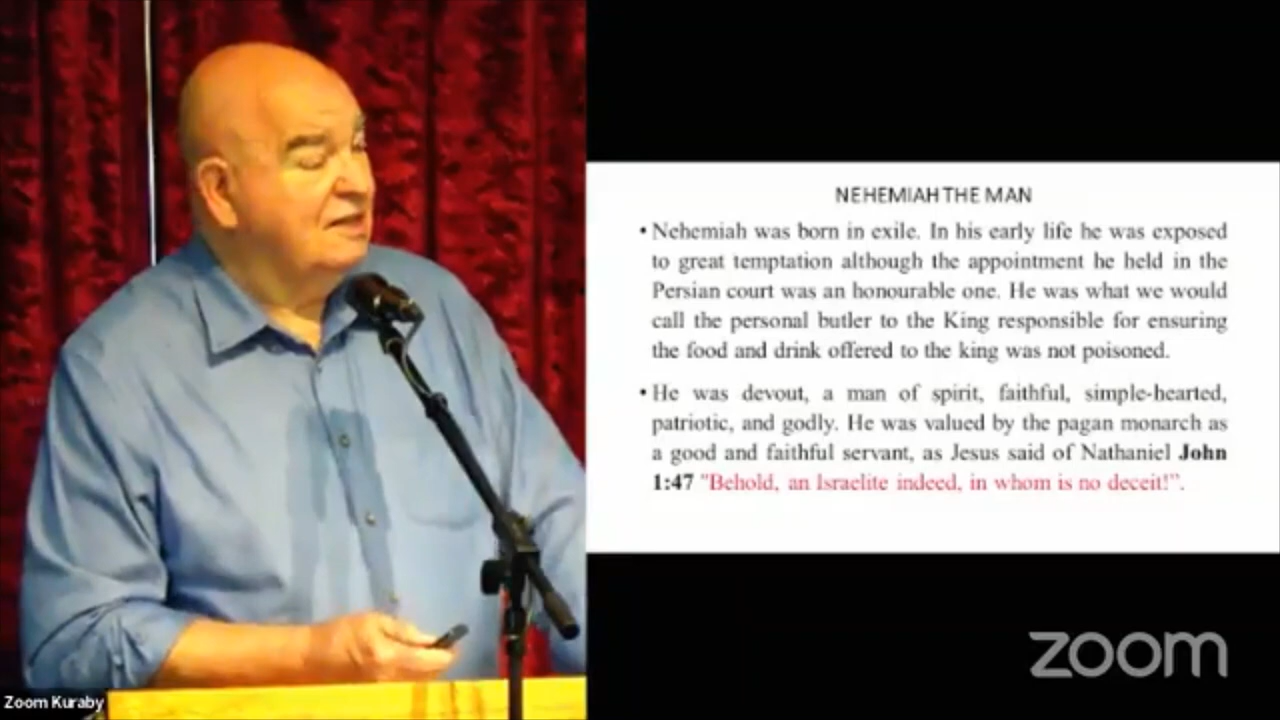 NEHEMIAH THE MAN
• Nehemiah was born in exile. In his early life he was exposed
to great temptation although the appointment he held in the
Persian court was an honourable one. He was what we would
call the personal butler to the King responsible for ensuring
the food and drink offered to the king was not poisoned.
• He was devout, a man of spirit, faithful, simple-hearted,
patriotic, and godly. He was valued by the pagan monarch as
a good and faithful servant, as Jesus said of Nathaniel John
1:47 "Behold, an Israelite indeed, in whom is no deceit!".
zoom
Zoom Kuraby